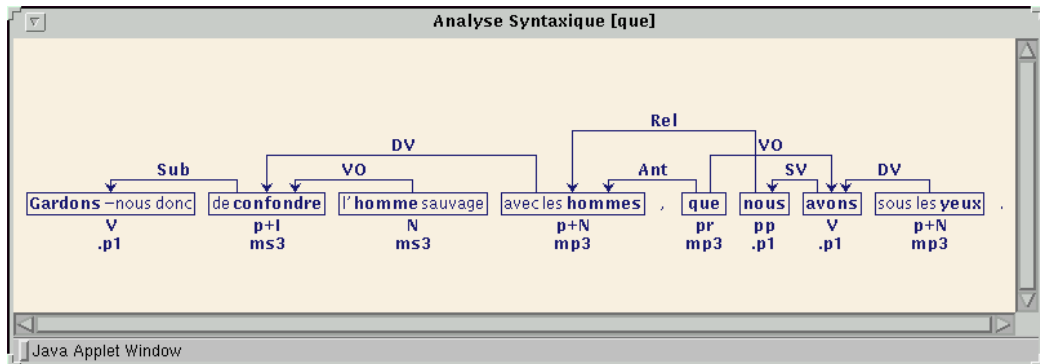 Analyse Syntaxique [que]
Rel
DV VO
Sub VO Ant SV DV
Gardons –nous donc de confondre l'homme sauvage avec les hommes , que nous avons sous les yeux .
V p+I N p+N pr pp V p+N
.p1 ms3 ms3 mp3 mp3 .p1 .p1 mp3
Java Applet Window